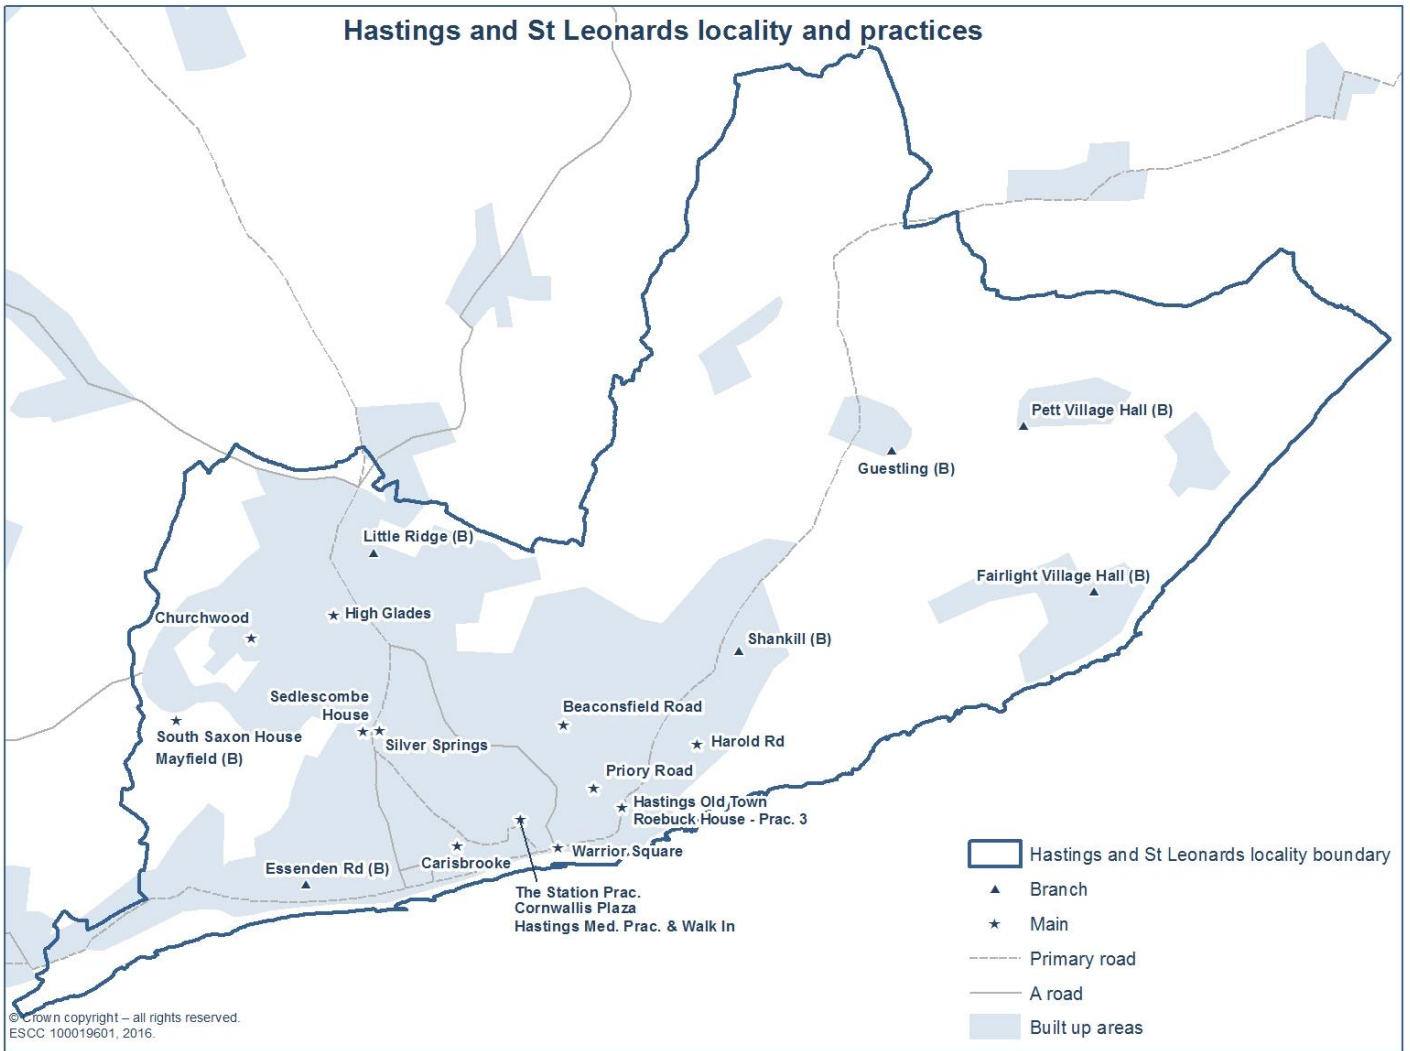 Hastings and St Leonards locality and practices
Pett Village Hall (B)
Guestling (B)
Little Ridge (B)
Fairlight Village Hall (B)
High Glades
Churchwood
Shankill (B)
Sedlescombe
House
Beaconsfield Road
South Saxon House
Mayfield (B)
Silver Springs
Harold Rd
Priory Road
Hastings Old Town
Roebuck House - Prac. 3
Warrior Square
Carisbrooke
Essenden Rd (B)
The Station Prac.
Cornwallis Plaza
Hastings Med. Prac. & Walk In
Hastings and St Leonards locality boundary
Branch
Main
Primary road
A road
Built up areas
© Crown copyright – all rights reserved.
ESCC 100019601, 2016.